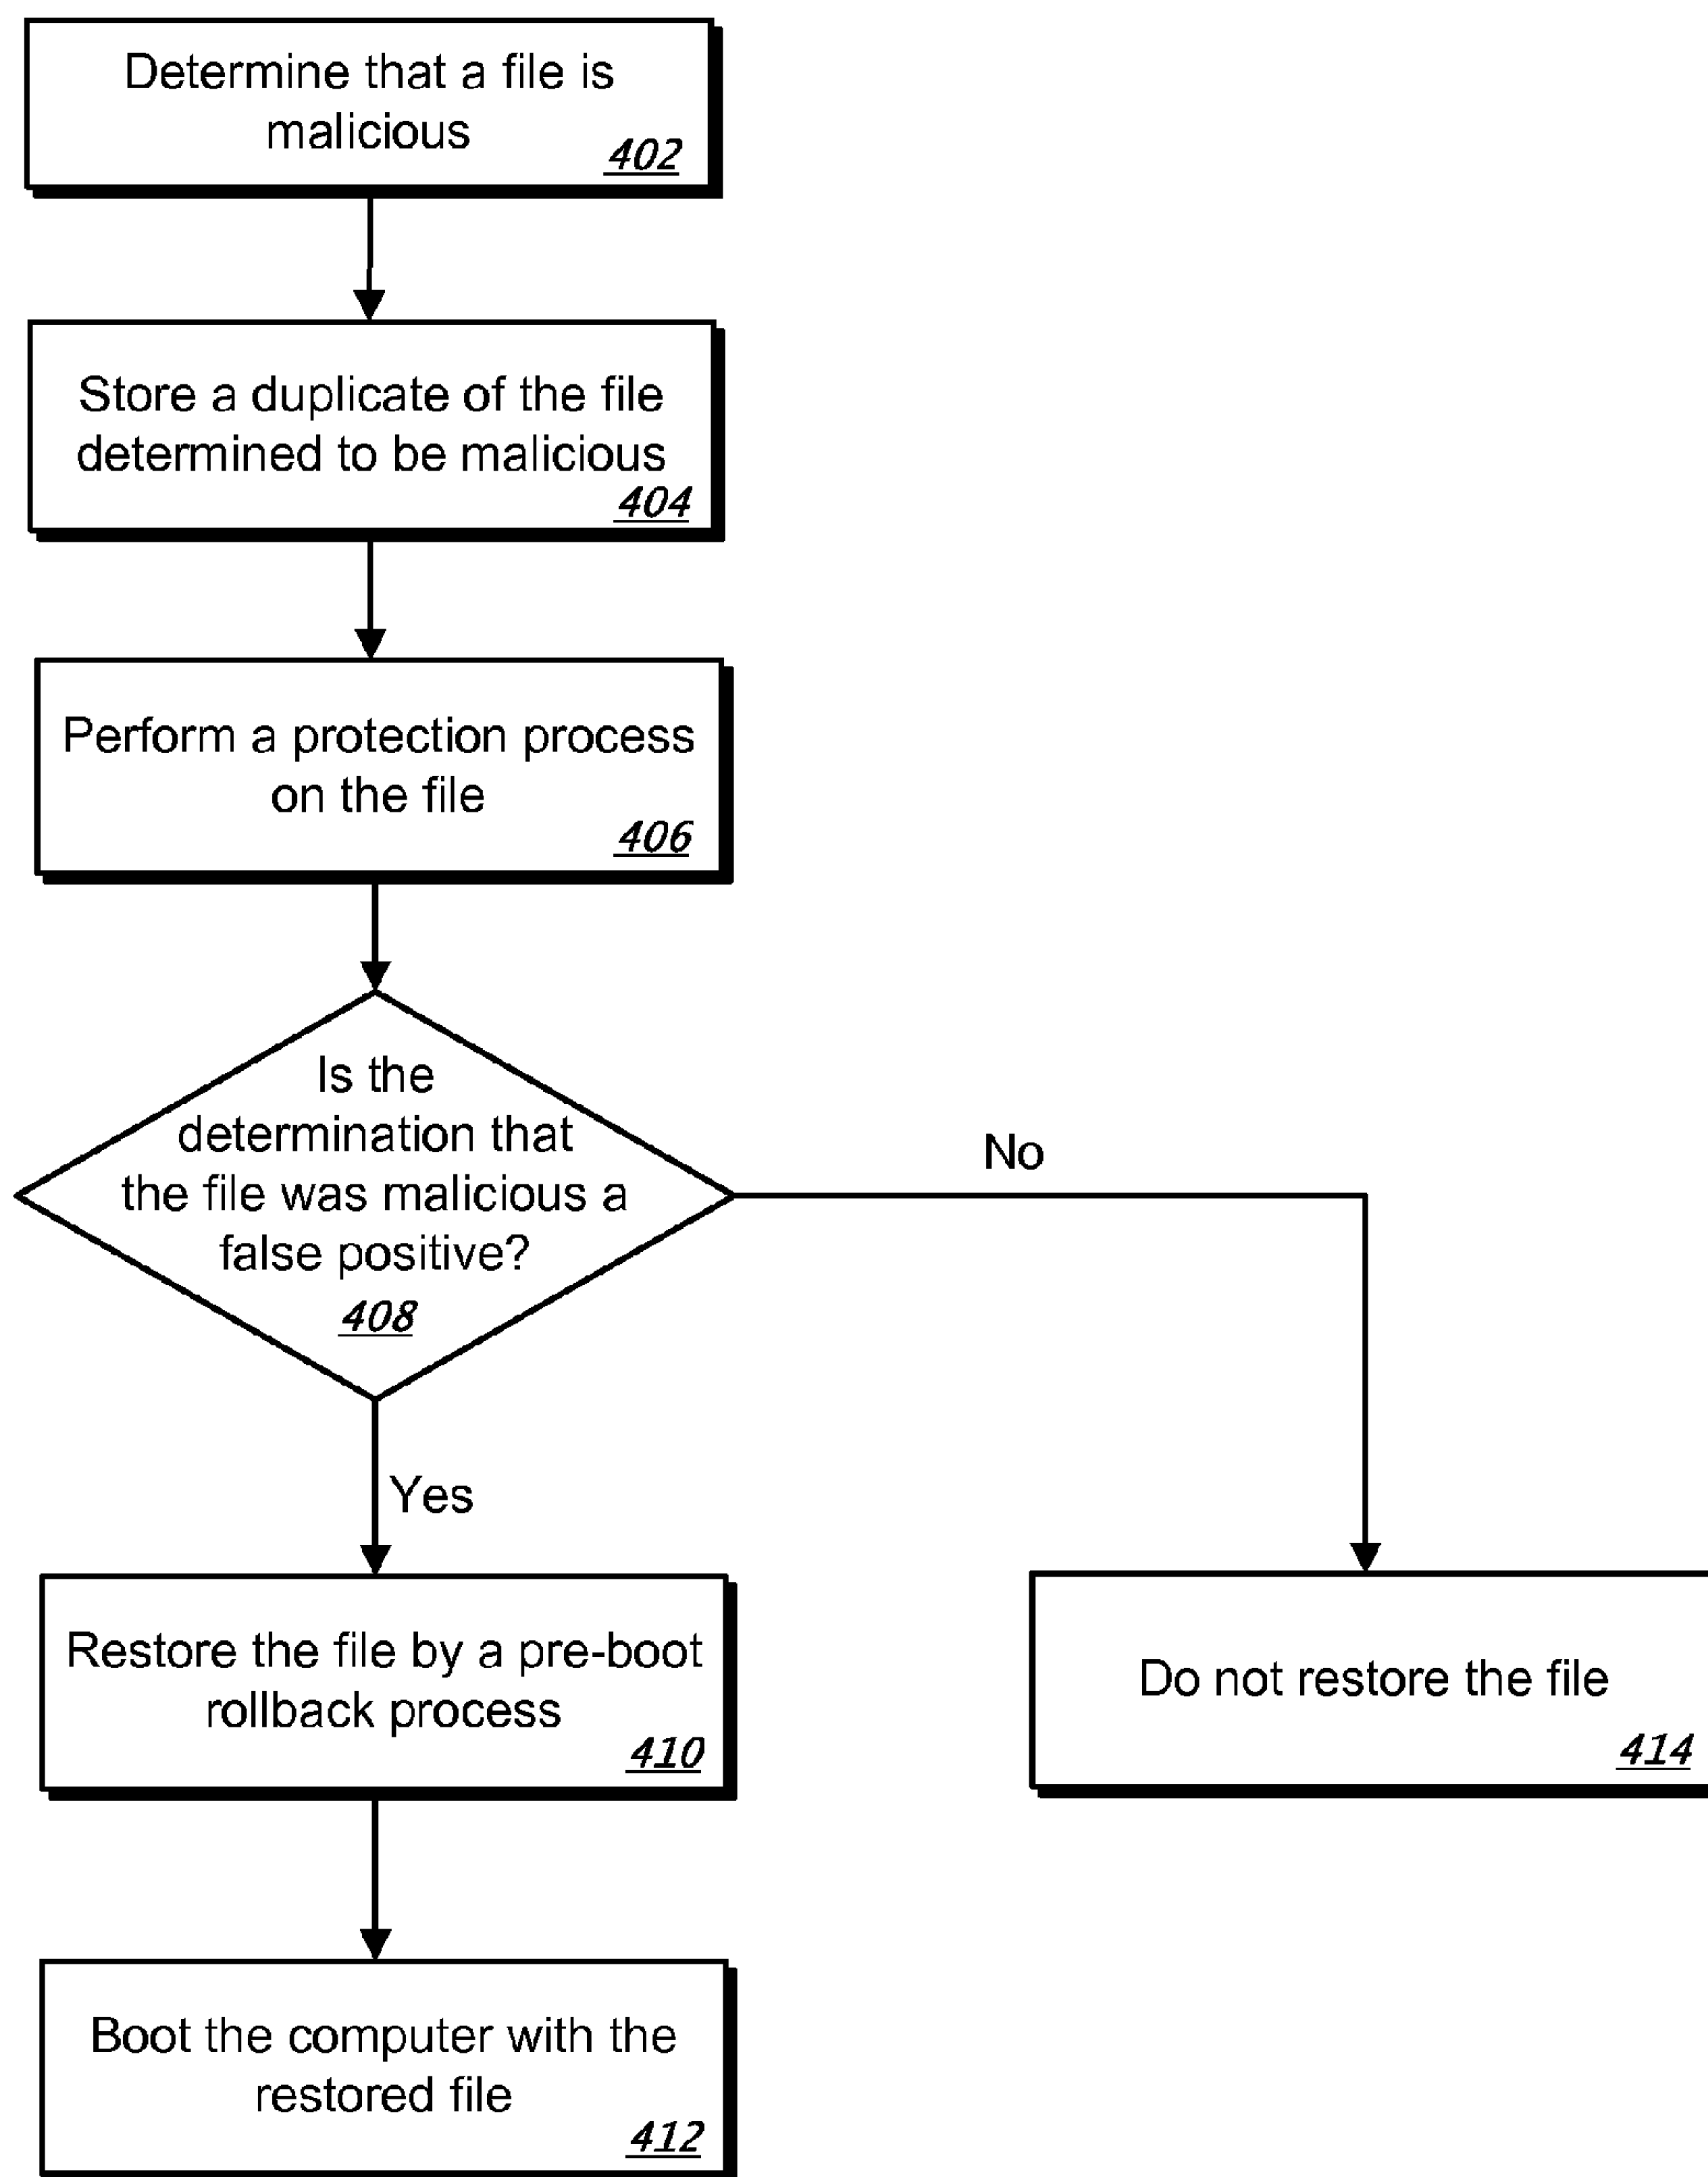 Determine that a file is
malicious
402
Store a duplicate of the file
determined to be malicious
404
Perform a protection process
on the file
406
Is the
determination that
the file was malicious a
false positive?
408
No
Yes
Restore the file by a pre-boot
rollback process
410
Do not restore the file
414
Boot the computer with the
restored file
412